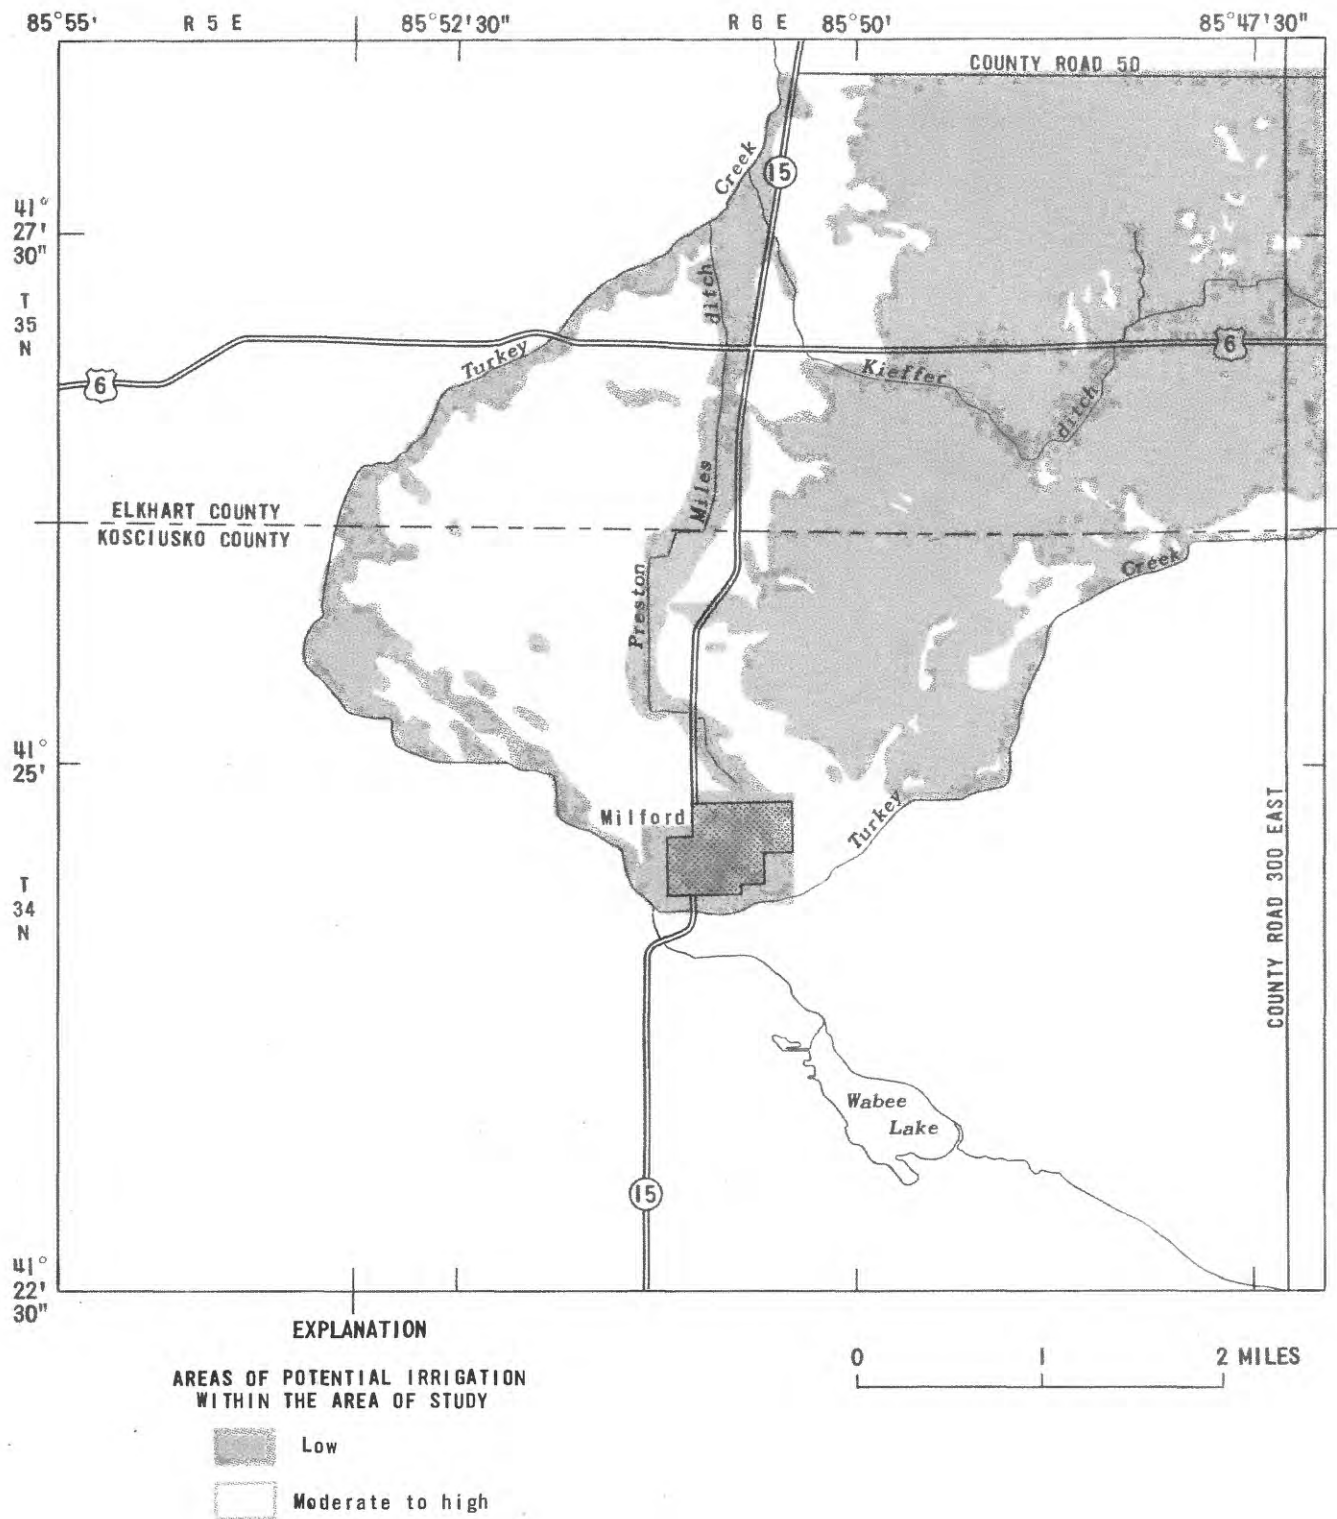 85°55'
R 5 E
85°52'30"
R 6 E
85°50'
85°47'30"
COUNTY ROAD 50
Creek
15
41°
27'
30"
ditch
T
35
N
Turkey
6
6
Kieffer
ditch
Miles
ELKHART COUNTY
KOSCIUSKO COUNTY
Creek
Preston
41°
25'
Milford
Turkey
COUNTY ROAD 300 EAST
T
34
N
Wabee
Lake
15
41°
22'
30"
EXPLANATION
0 1 2 MILES
AREAS OF POTENTIAL IRRIGATION
WITHIN THE AREA OF STUDY
Low
Moderate to high